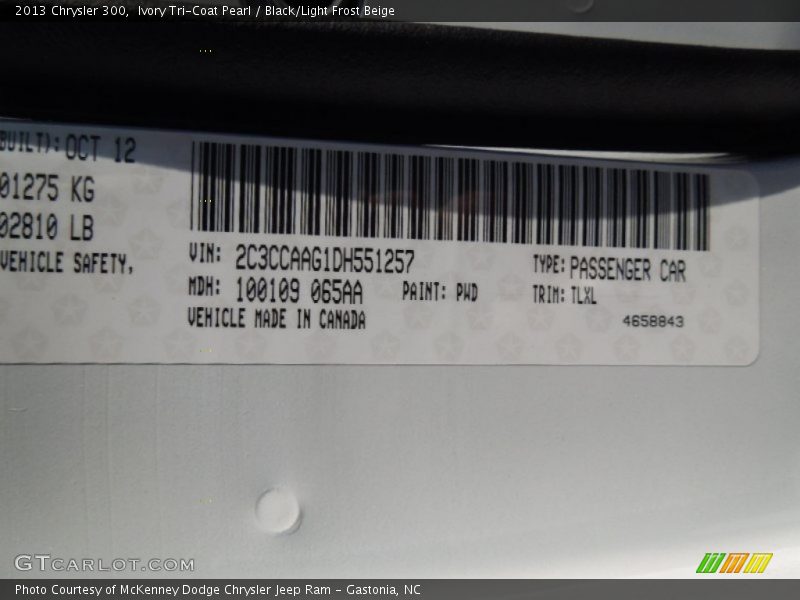 2013 Chrysler 300, Ivory Tri-Coat Pearl / Black/Light Frost Beige
BUILT): OCT 12
01275 KG
02810 LB
VEHICLE SAFETY,
VIN: 2C3CCAAG1DH551257 TYPE: PASSENGER CAR
MDH: 100109 065AA PAINT: PWD TRIM: TLXL
VEHICLE MADE IN CANADA 4658843
GTCARLOT.COM
Photo Courtesy of McKenney Dodge Chrysler Jeep Ram - Gastonia, NC